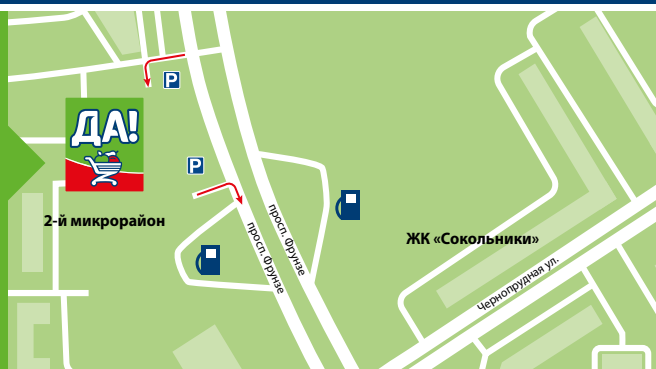 P
ДА!
P
2-й микрорайон
просп. Фрунзе
просп. Фрунзе
ЖК «Сокольники»
Чернопрудная ул.